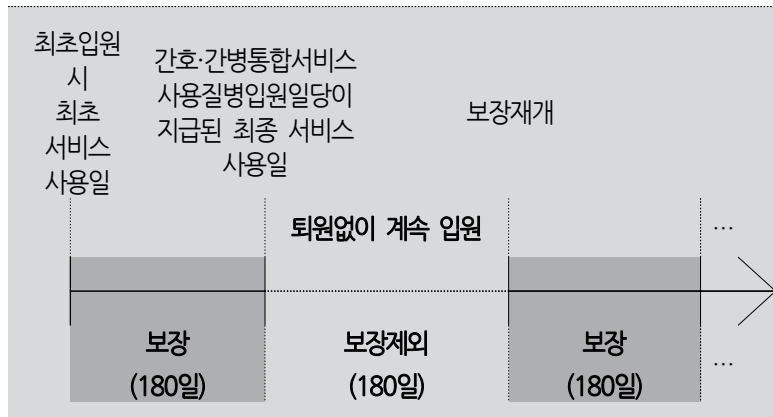 최초입원
시
최초
서비스
사용일
간호·간병통합서비스
사용질병입원일당이
지급된 최종 서비스
사용일
보장재개
퇴원없이 계속 입원
…
보장
(180일)
보장제외
(180일)
보장
(180일)
…